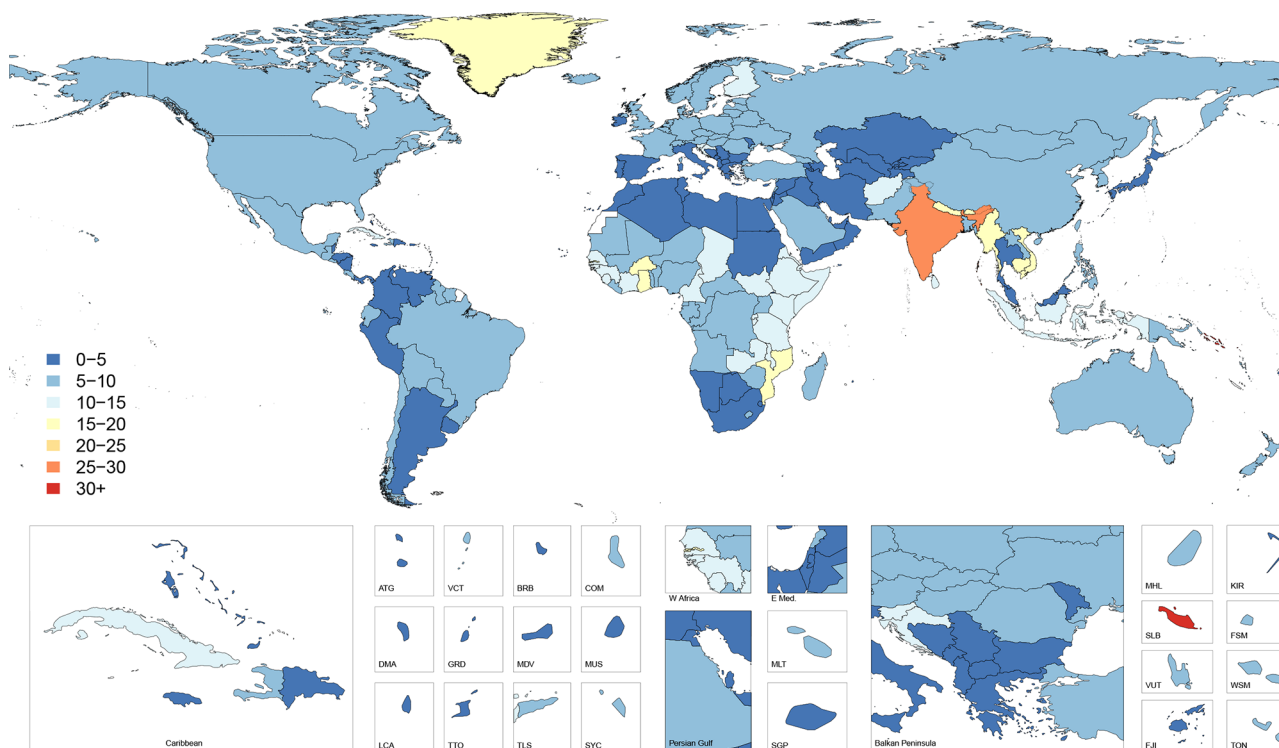 0−5
5−10
10−15
15−20
20−25
25−30
30+
Caribbean
ATG
VCT
BRB
COM
DMA
GRD
MDV
MUS
LCA
TTO
TLS
SYC
W Africa
E Med.
Persian Gulf
MLT
SGP
Balkan Peninsula
MHL
KIR
SLB
FSM
VUT
WSM
FJI
TON